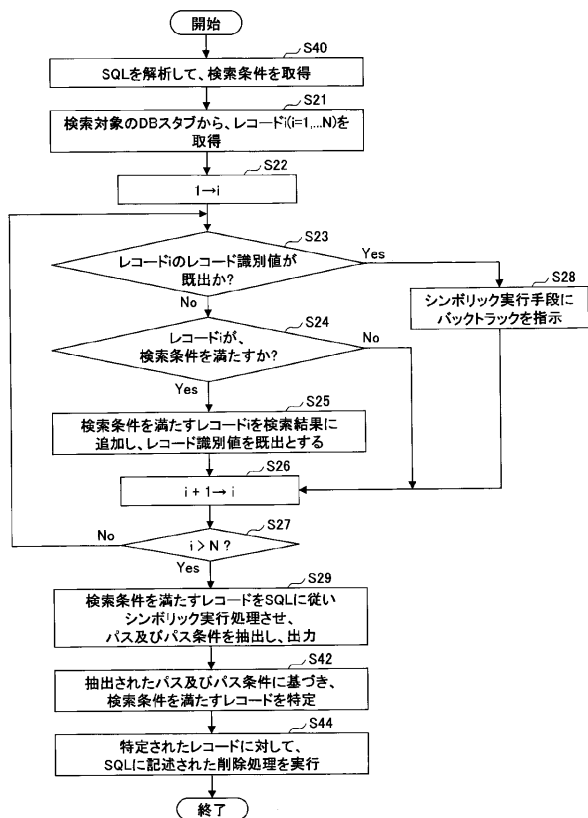 開始
S40
SQLを解析して、検索条件を取得
S21
検索対象のDBスタブから、レコードi(i=1,...N)を
取得
S22
1→i
S23
レコードiのレコード識別値が
既出か?
Yes
No
S28
シンボリック実行手段に
バックトラックを指示
S24
レコードiが、
検索条件を満たすか?
No
Yes
S25
検索条件を満たすレコードiを検索結果に
追加し、レコード識別値を既出とする
S26
i + 1→ i
S27
No
i > N ?
Yes
S29
検索条件を満たすレコードをSQLに従い
シンボリック実行処理させ、
パス及びパス条件を抽出し、出力
S42
抽出されたパス及びパス条件に基づき、
検索条件を満たすレコードを特定
S44
特定されたレコードに対して、
SQLに記述された削除処理を実行
終了